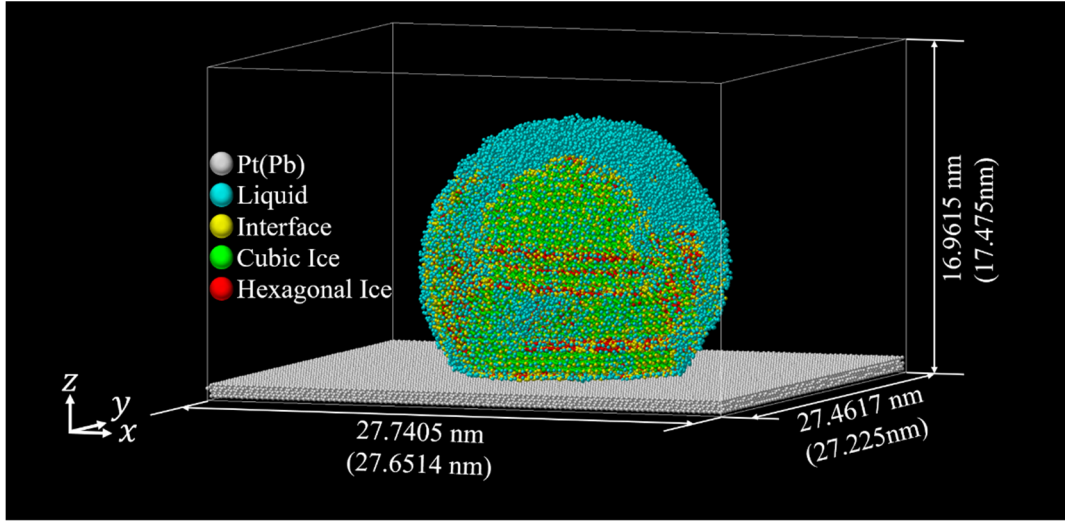 Pt(Pb)
Liquid
Interface
Cubic Ice
Hexagonal Ice
16.9615 nm
(17.475nm)
z
y
x
27.7405 nm
(27.6514 nm)
27.4617 nm
(27.225nm)